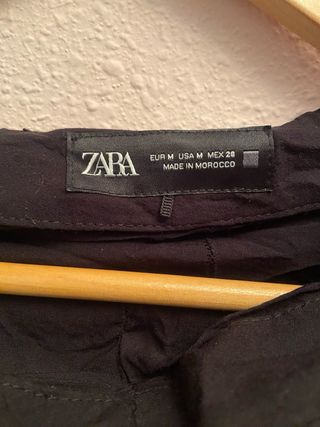 ZARA
EUR M USA M MEX 28
MADE IN MOROCCO